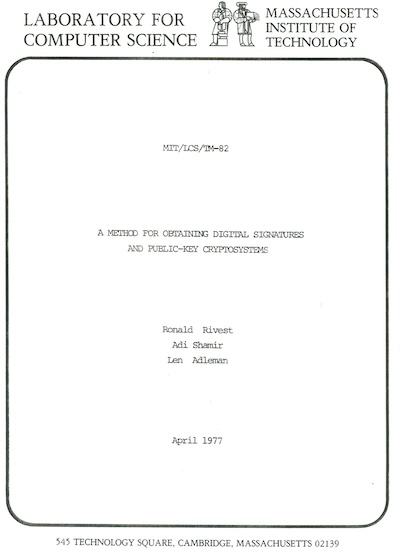 LABORATORY FOR
COMPUTER SCIENCE
MASSACHUSETTS
INSTITUTE OF
TECHNOLOGY
MIT/LCS/TM-82
A METHOD FOR OBTAINING DIGITAL SIGNATURES
AND PUBLIC-KEY CRYPTOSYSTEMS
Ronald Rivest
Adi Shamir
Len Adleman
April 1977
545 TECHNOLOGY SQUARE, CAMBRIDGE, MASSACHUSETTS 02139